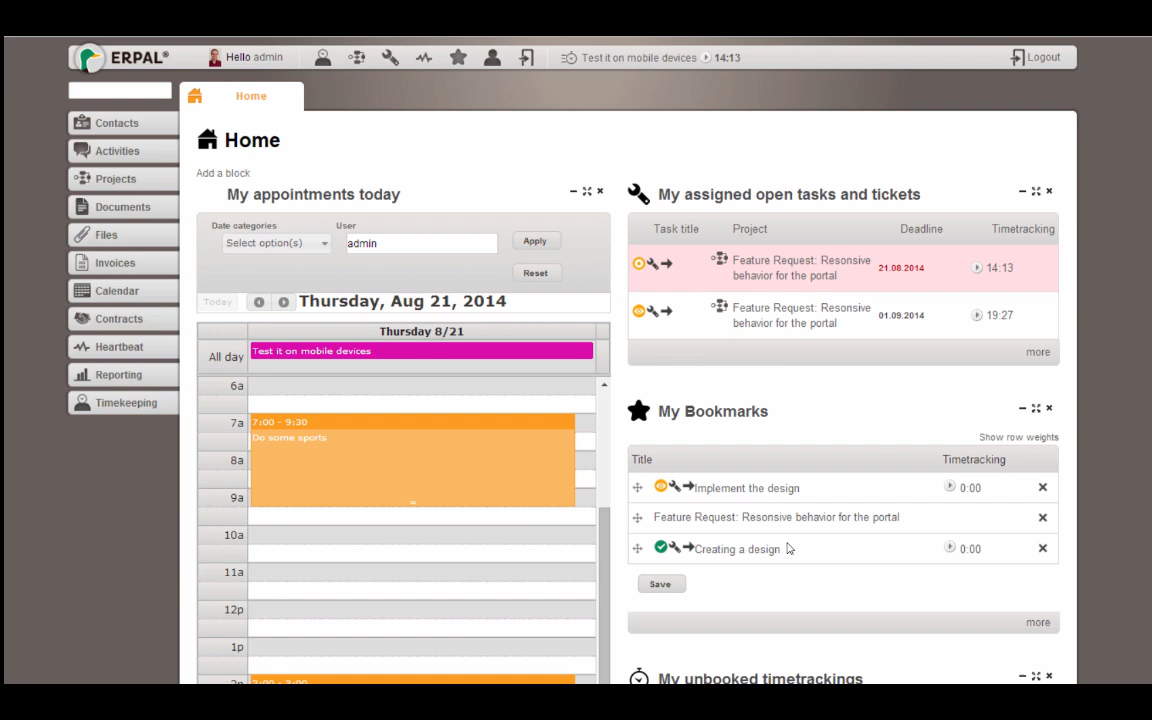 ERPAL®
Hello admin
Test it on mobile devices 14:13
Logout
Home
Contacts
Activities
Projects
Documents
Files
Invoices
Calendar
Contracts
Heartbeat
Reporting
Timekeeping
Home
Add a block
My appointments today
Date categories User
Select option(s) admin Apply
Reset
Today Thursday, Aug 21, 2014
Thursday 8/21
All day Test it on mobile devices
6a
7a 7:00 - 9:30
Do some sports
8a
9a
10a
11a
12p
1p
2p
My assigned open tasks and tickets
Task title Project Deadline Timetracking
Feature Request: Resonsive
behavior for the portal 21.08.2014 14:13
Feature Request: Resonsive
behavior for the portal 01.09.2014 19:27
more
My Bookmarks
Show row weights
Title Timetracking
Implement the design 0:00
Feature Request: Resonsive behavior for the portal
Creating a design 0:00
Save
more
My unbooked timetrackings